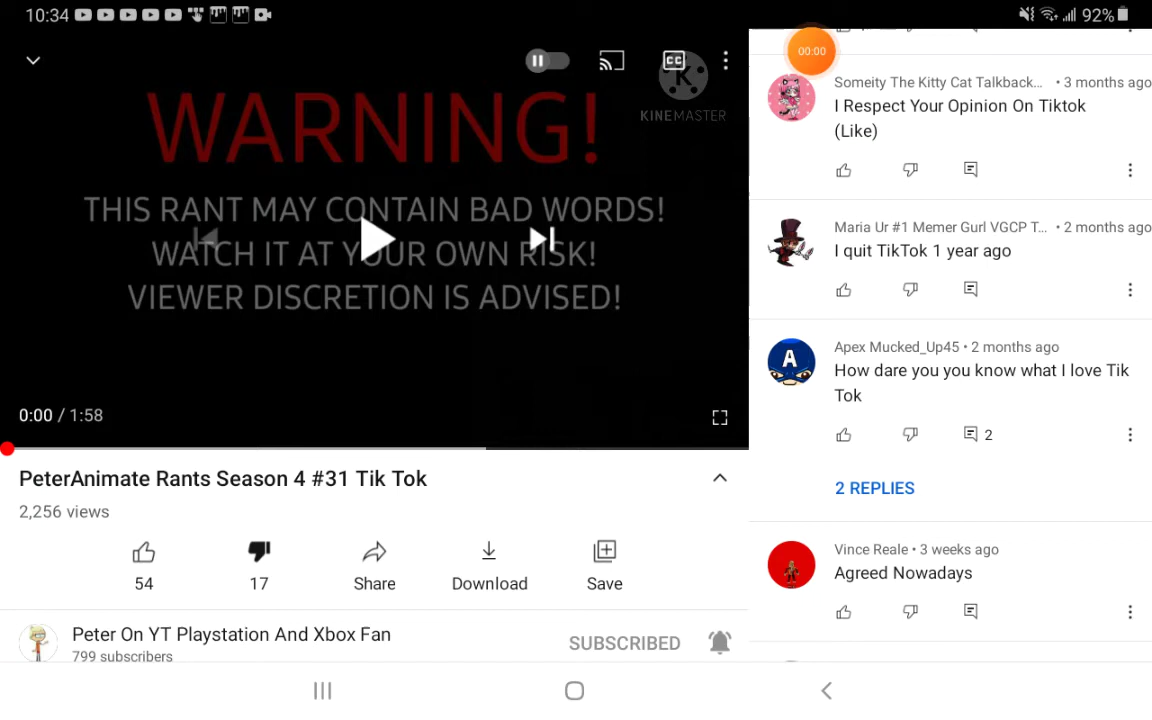 10:34
92%
CC
K
KINEMASTER
WARNING!
THIS RANT MAY CONTAIN BAD WORDS!
WATCH IT AT YOUR OWN RISK!
VIEWER DISCRETION IS ADVISED!
0:00 / 1:58
PeterAnimate Rants Season 4 #31 Tik Tok
2,256 views
54
17
Share
Download
Save
Peter On YT Playstation And Xbox Fan
799 subscribers
SUBSCRIBED
00:00
Someity The Kitty Cat Talkback... • 3 months ago
I Respect Your Opinion On Tiktok
(Like)
Maria Ur #1 Memer Gurl VGCP T... • 2 months ago
I quit TikTok 1 year ago
A
Apex Mucked_Up45 • 2 months ago
How dare you you know what I love Tik
Tok
2
2 REPLIES
Vince Reale • 3 weeks ago
Agreed Nowadays